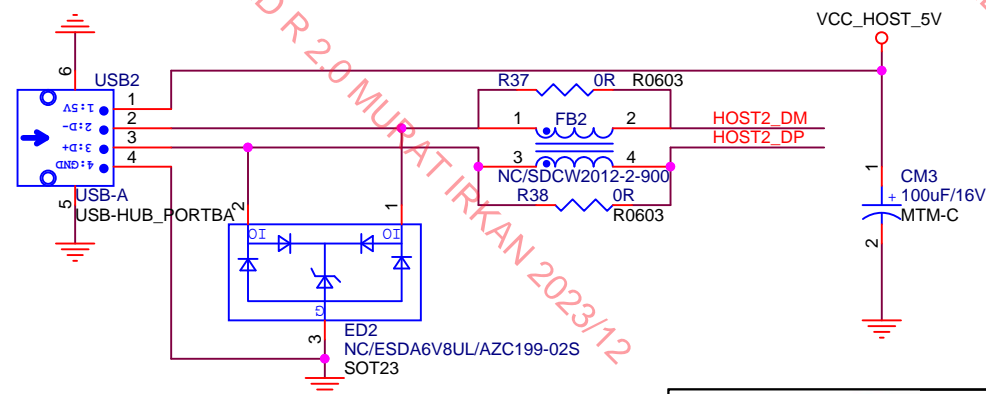 D R 2.0 MURAT IRKAN 2023/12
VCC_HOST_5V
6
USB2
R37
0R
R0603
1
1:5V
2
2:D-
3
3:D+
4
4:GND
1
FB2
2
HOST2_DM
HOST2_DP
3
4
NC/SDCW2012-2-900
R38
0R
R0603
5
USB-A
USB-HUB_PORTBA
2
1
IO
IO
G
3
ED2
NC/ESDA6V8UL/AZC199-02S
SOT23
1
CM3
+
100uF/16V
MTM-C
2